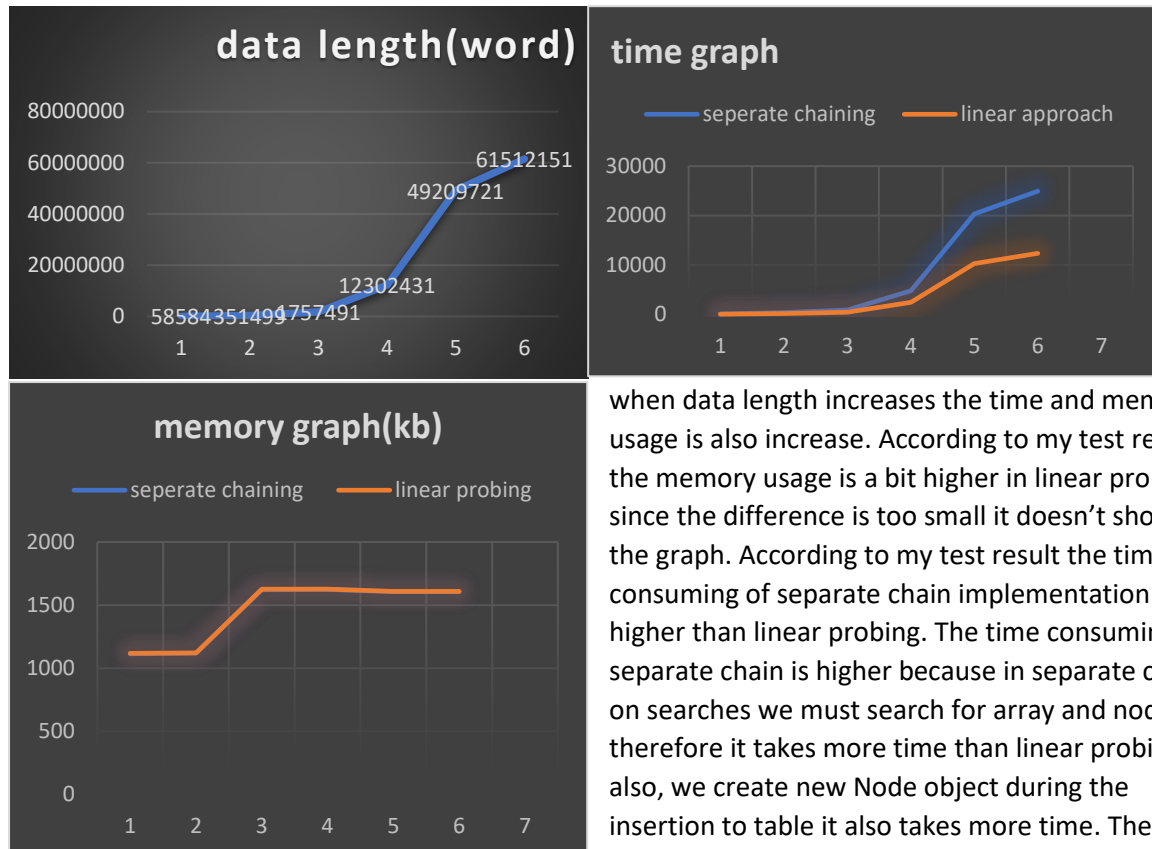 data length(word)
80000000
60000000
40000000
20000000
0
58584
351499
1757491
12302431
49209721
61512151
1 2 3 4 5 6
time graph
seperate chaining linear approach
30000
20000
10000
0
1 2 3 4 5 6 7
memory graph(kb)
seperate chaining linear probing
2000
1500
1000
500
0
1 2 3 4 5 6 7
when data length increases the time and mem
usage is also increase. According to my test re
the memory usage is a bit higher in linear pro
since the difference is too small it doesn’t sho
the graph. According to my test result the tim
consuming of separate chain implementation
higher than linear probing. The time consumin
separate chain is higher because in separate c
on searches we must search for array and nod
therefore it takes more time than linear probi
also, we create new Node object during the
insertion to table it also takes more time. The